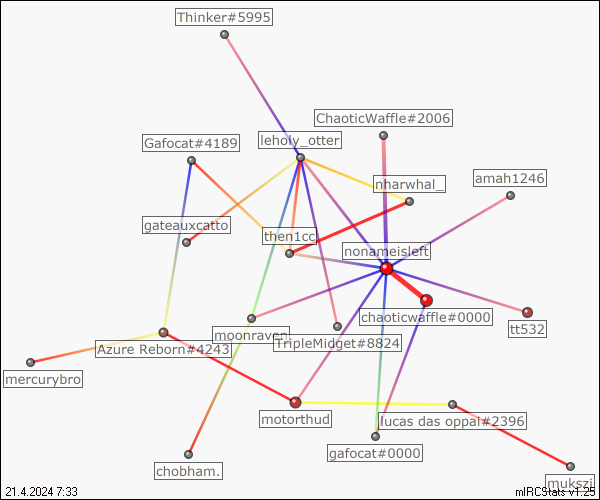 Thinker#5995
ChaoticWaffle#2006
Gafocat#4189
leholy_otter
amah1246
nharwhal_
gateauxcatto
then1cc
nonameisleft
chaoticwaffle#0000
tt532
moonraven
TripleMidget#8824
Azure Reborn#4243
mercurybro
motorthud
lucas das oppai#2396
gafocat#0000
chobham.
mukszi
21.4.2024 7:33
mIRCStats v1.25